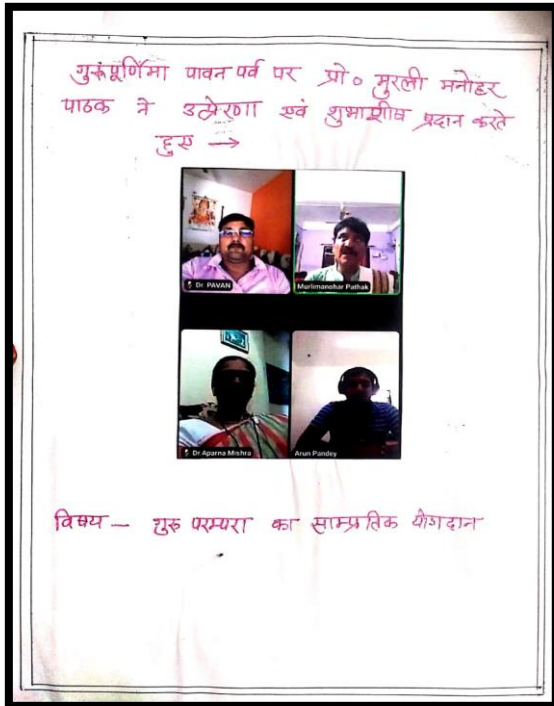 गुरुपूर्णिमा पावन पर्व पर प्रो० मुरली मनोहर
पाठक ने उत्प्रेरणा एवं शुभाशीष प्रदान करते
हुए →
Dr. PAVAN
Murlimanohar Pathak
Dr Aparna Mishra
Arun Pandey
विषय — गुरु परम्परा का साम्प्रतिक योगदान